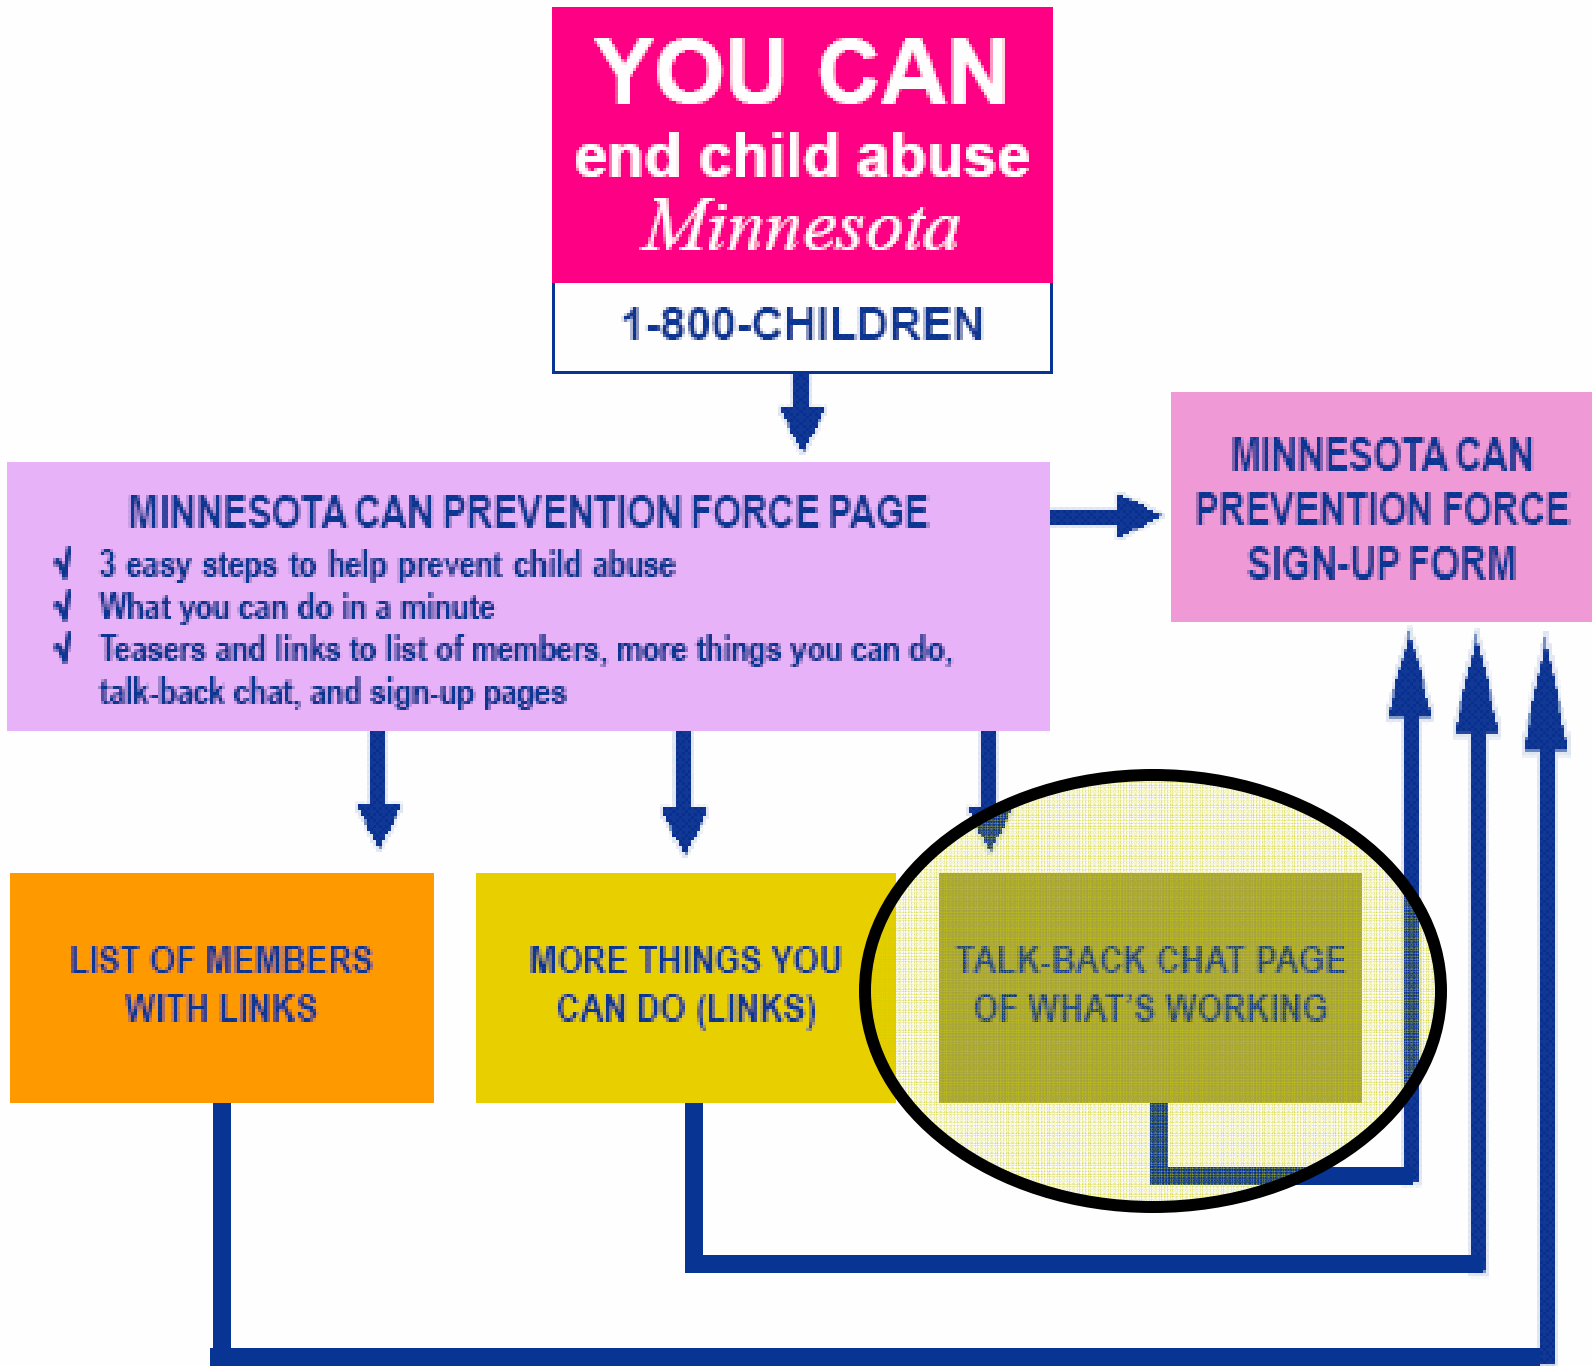 YOU CAN
end child abuse
Minnesota
1-800-CHILDREN
MINNESOTA CAN
PREVENTION FORCE
SIGN-UP FORM
MINNESOTA CAN PREVENTION FORCE PAGE
√ 3 easy steps to help prevent child abuse
√ What you can do in a minute
√ Teasers and links to list of members, more things you can do,
talk-back chat, and sign-up pages
LIST OF MEMBERS
WITH LINKS
MORE THINGS YOU
CAN DO (LINKS)
TALK-BACK CHAT PAGE
OF WHAT'S WORKING